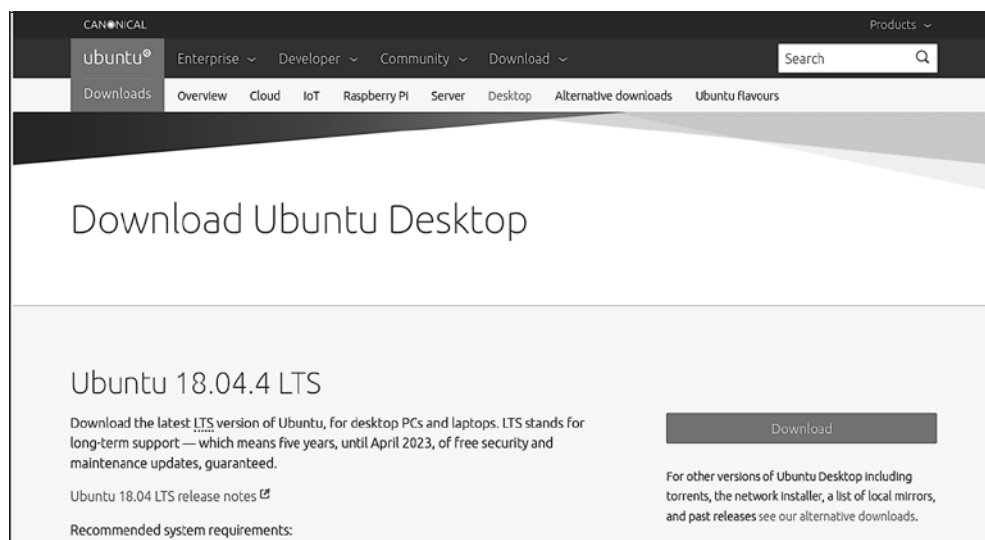 CANONICAL
Products
ubuntu®
Enterprise
Developer
Community
Download
Search
Downloads
Overview
Cloud
IoT
Raspberry Pi
Server
Desktop
Alternative downloads
Ubuntu flavours
Download Ubuntu Desktop
Ubuntu 18.04.4 LTS
Download the latest LTS version of Ubuntu, for desktop PCs and laptops. LTS stands for
long-term support — which means five years, until April 2023, of free security and
maintenance updates, guaranteed.
Ubuntu 18.04 LTS release notes
Recommended system requirements:
Download
For other versions of Ubuntu Desktop including
torrents, the network installer, a list of local mirrors,
and past releases see our alternative downloads.